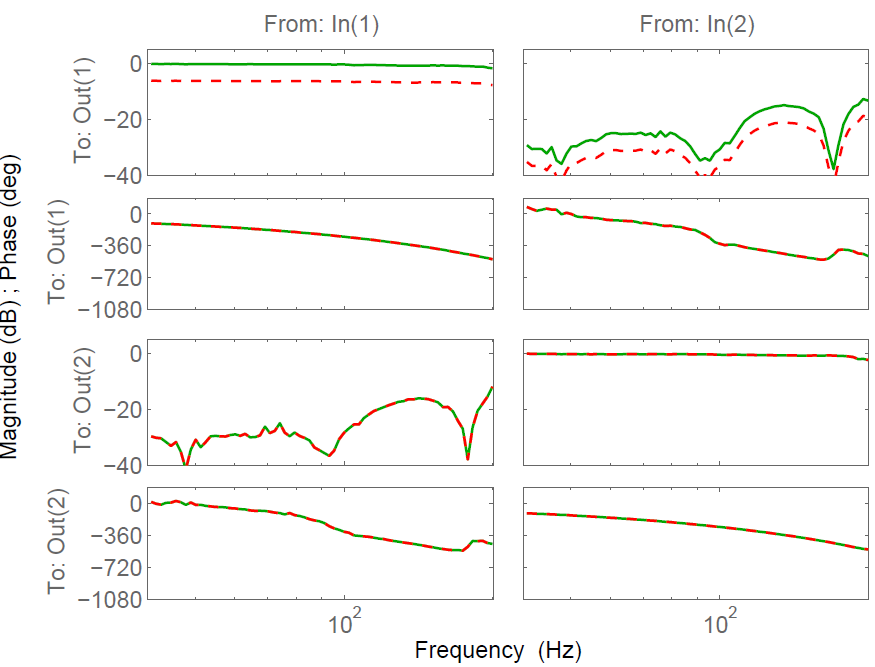 From: In(1) From: In(2)
To: Out(1)
0
−20
−40
To: Out(1)
0
−360
−720
−1080
To: Out(2)
0
−20
−40
To: Out(2)
0
−360
−720
−1080
Magnitude (dB) ; Phase (deg)
10² 10²
Frequency (Hz)